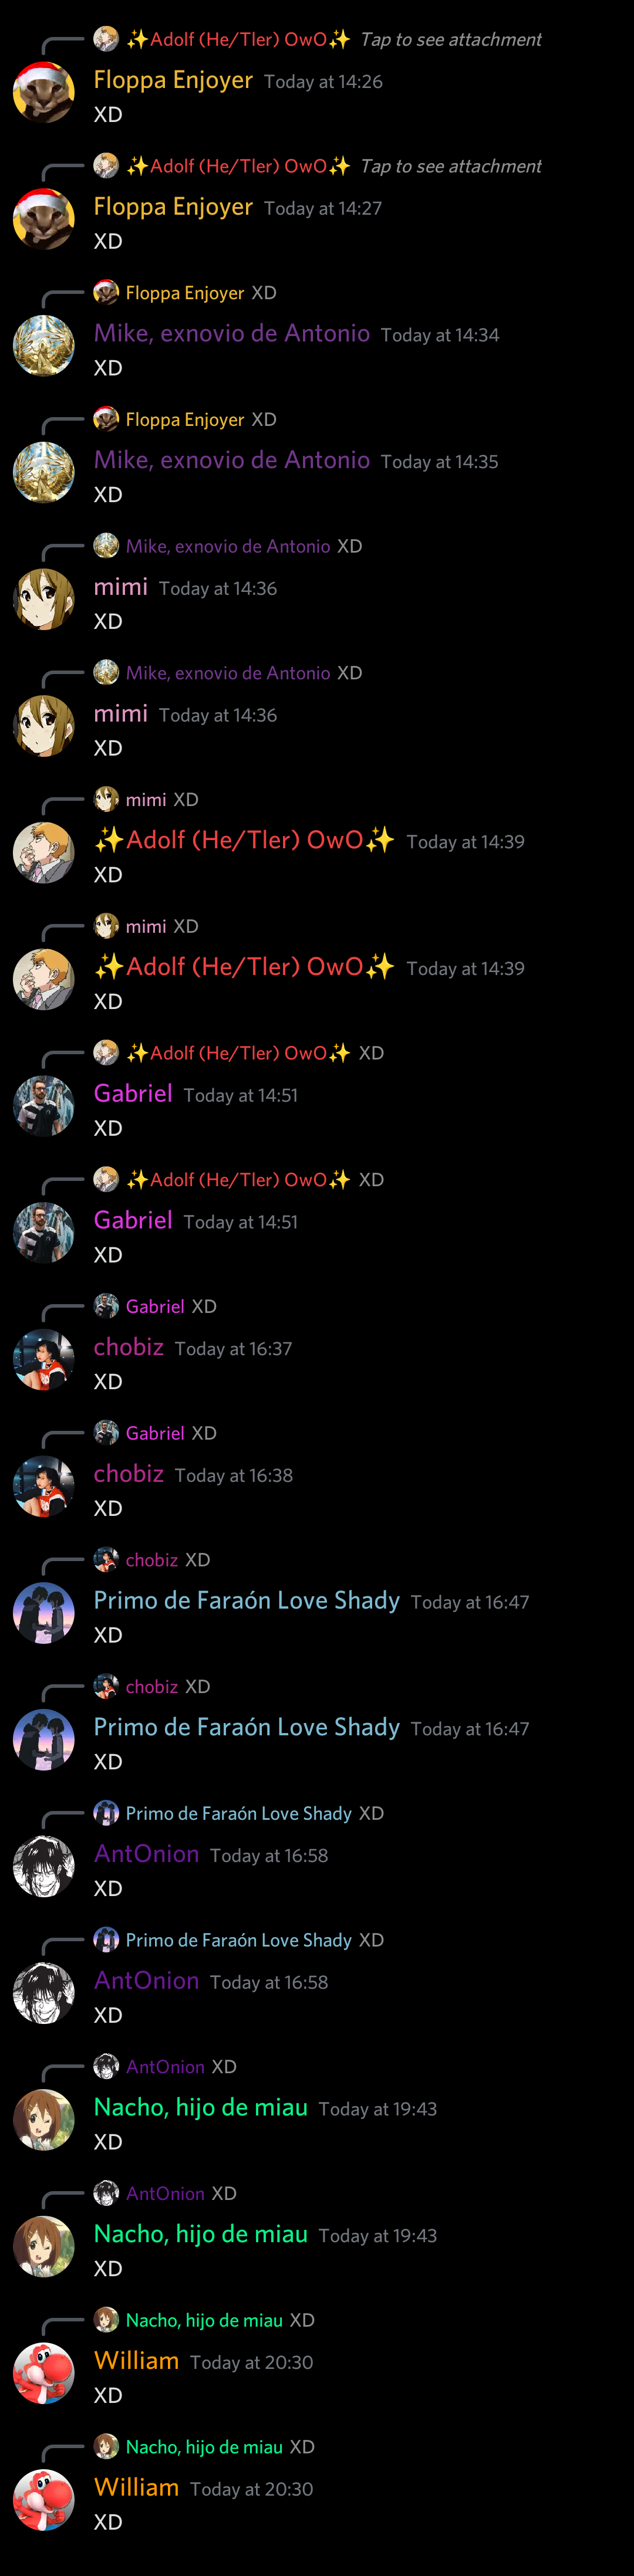 ✨Adolf (He/Tler) OwO✨ Tap to see attachment
Floppa Enjoyer Today at 14:26
XD
✨Adolf (He/Tler) OwO✨ Tap to see attachment
Floppa Enjoyer Today at 14:27
XD
Floppa Enjoyer XD
Mike, exnovio de Antonio Today at 14:34
XD
Floppa Enjoyer XD
Mike, exnovio de Antonio Today at 14:35
XD
Mike, exnovio de Antonio XD
mimi Today at 14:36
XD
Mike, exnovio de Antonio XD
mimi Today at 14:36
XD
mimi XD
✨Adolf (He/Tler) OwO✨ Today at 14:39
XD
mimi XD
✨Adolf (He/Tler) OwO✨ Today at 14:39
XD
✨Adolf (He/Tler) OwO✨ XD
Gabriel Today at 14:51
XD
✨Adolf (He/Tler) OwO✨ XD
Gabriel Today at 14:51
XD
Gabriel XD
chobiz Today at 16:37
XD
Gabriel XD
chobiz Today at 16:38
XD
chobiz XD
Primo de Faraón Love Shady Today at 16:47
XD
chobiz XD
Primo de Faraón Love Shady Today at 16:47
XD
Primo de Faraón Love Shady XD
AntOnion Today at 16:58
XD
Primo de Faraón Love Shady XD
AntOnion Today at 16:58
XD
AntOnion XD
Nacho, hijo de miau Today at 19:43
XD
AntOnion XD
Nacho, hijo de miau Today at 19:43
XD
Nacho, hijo de miau XD
William Today at 20:30
XD
Nacho, hijo de miau XD
William Today at 20:30
XD